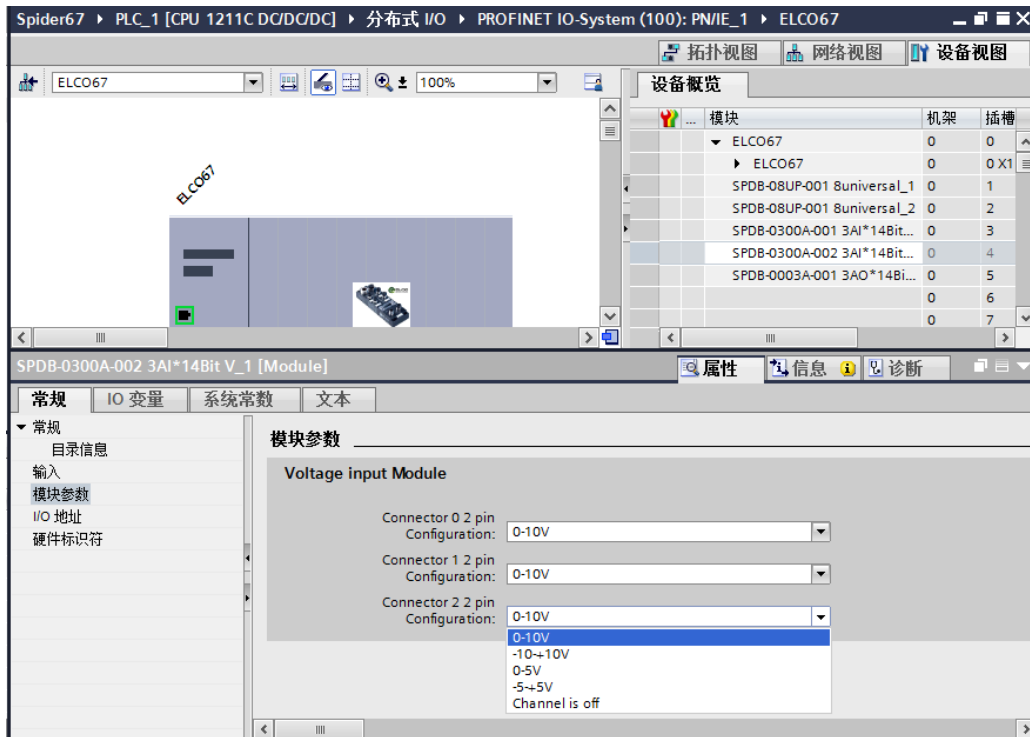 Spider67 ▸ PLC_1 [CPU 1211C DC/DC/DC] ▸ 分布式 I/O ▸ PROFINET IO-System (100): PN/IE_1 ▸ ELCO67
拓扑视图 网络视图 设备视图
ELCO67 100% 设备概览
... 模块 机架 插槽
ELCO67 0 0
ELCO67 0 0 X1
SPDB-08UP-001 8universal_1 0 1
SPDB-08UP-001 8universal_2 0 2
SPDB-0300A-001 3AI*14Bit... 0 3
SPDB-0300A-002 3AI*14Bit... 0 4
SPDB-0003A-001 3AO*14Bi... 0 5
0 6
0 7
ELCO67
SPDB-0300A-002 3AI*14Bit V_1 [Module] 属性 信息 诊断
常规 IO 变量 系统常数 文本
常规
目录信息
输入
模块参数
I/O 地址
硬件标识符
模块参数
Voltage input Module
Connector 0 2 pin
Configuration: 0-10V
Connector 1 2 pin
Configuration: 0-10V
Connector 2 2 pin
Configuration: 0-10V
0-10V
-10-+10V
0-5V
-5-+5V
Channel is off